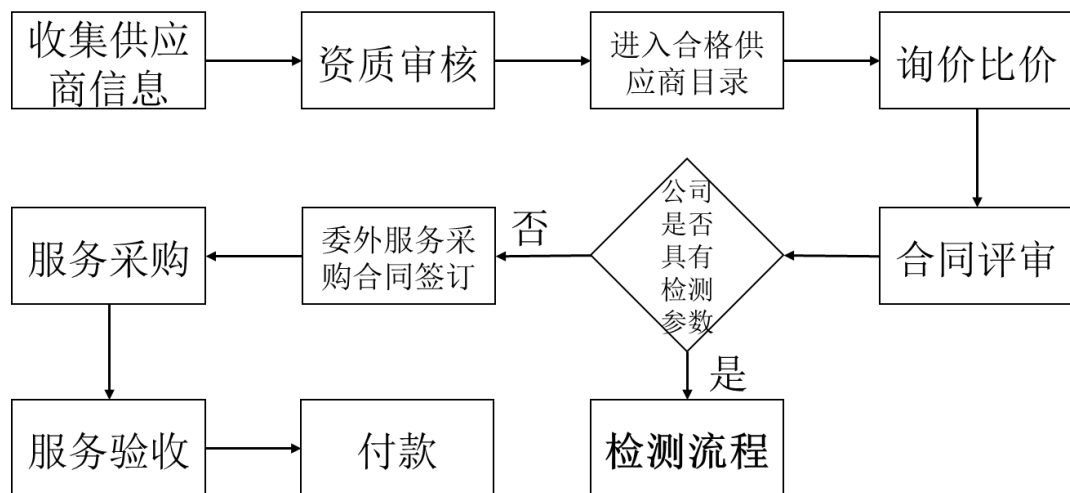 收集供应
商信息
资质审核
进入合格供
应商目录
询价比价
服务采购
委外服务采
购合同签订
否
公司
是否
具有
检测
参数
合同评审
是
服务验收
付款
检测流程